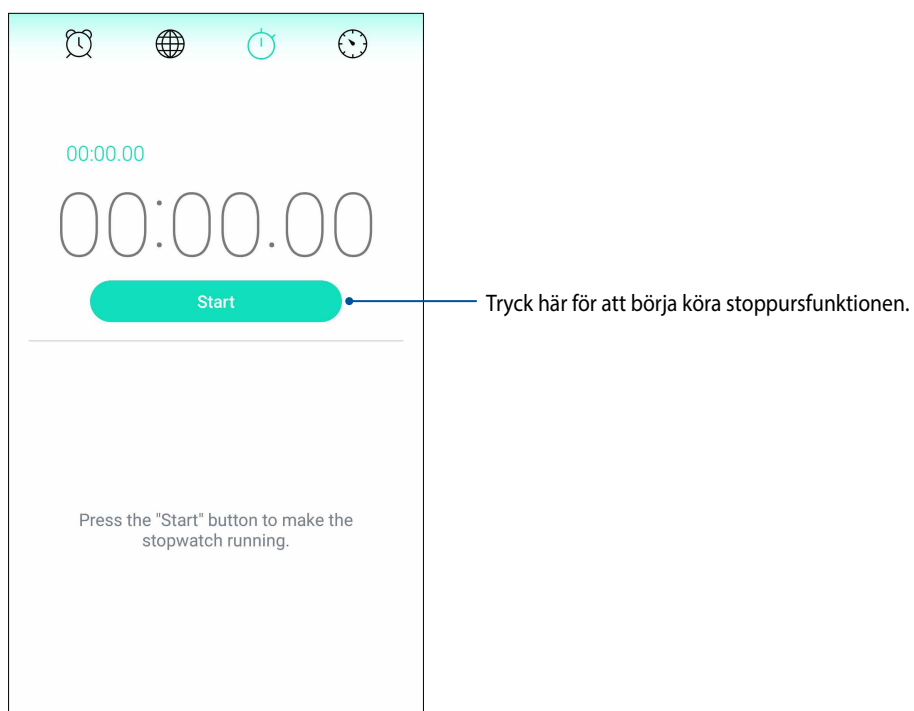 00:00.00
00:00.00
Start
Tryck här för att börja köra stoppursfunktionen.
Press the "Start" button to make the
stopwatch running.